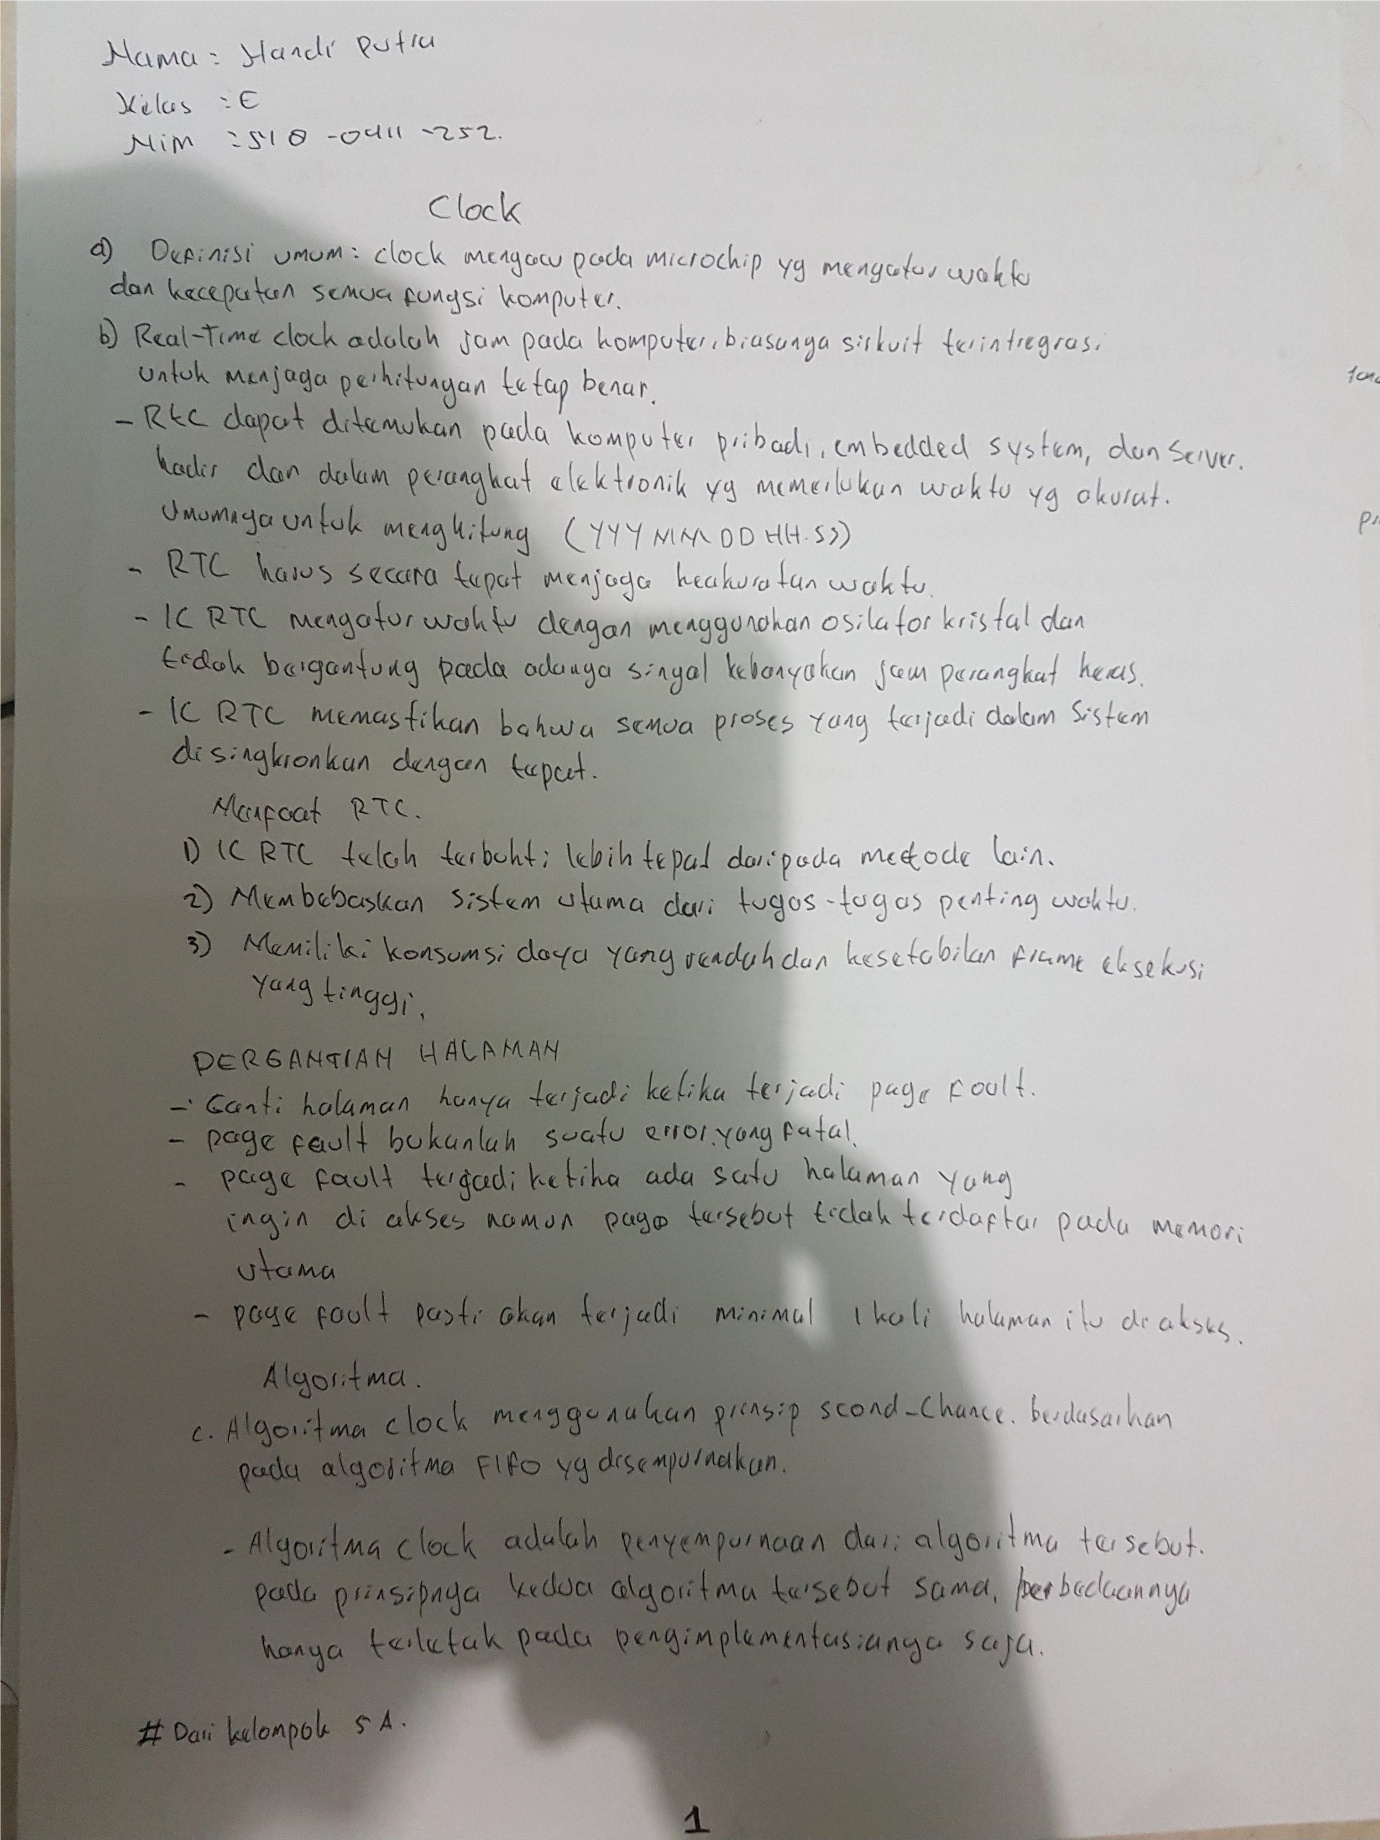 Nama : Handi Putra
Kelas : E
Nim : 510 -0411 -252.
Clock
a) Definisi umum : clock mengacu pada microchip yg mengatur waktu
dan kecepatan semua fungsi komputer.
b) Real-Time clock adalah jam pada komputer, biasanya sirkuit terintregrasi
untuk menjaga perhitungan tetap benar.
- RtC dapat ditemukan pada komputer pribadi, embedded system, dan Server.
hadir dan dalam perangkat elektronik yg memerlukan waktu yg akurat.
Umumnya untuk menghitung (YYY MM DD HH.SS)
- RTC harus secara tepat menjaga keakuratan waktu.
- IC RTC mengatur waktu dengan menggunakan osilator kristal dan
tidak bergantung pada adanya sinyal kebanyakan jam perangkat keras.
- IC RTC memastikan bahwa semua proses yang terjadi dalam Sistem
disingkronkan dengan tepat.
Manfaat RTC.
1) IC RTC telah terbukti lebih tepat daripada metode lain.
2) Membebaskan sistem utama dari tugas-tugas penting waktu.
3) Memiliki konsumsi daya yang rendah dan kesetabilan frame eksekusi
yang tinggi.
PERGANTIAN HALAMAN
- Ganti halaman hanya terjadi ketika terjadi page foult.
- page fault bukanlah suatu error yang fatal.
- page fault terjadi ketika ada satu halaman yang
ingin di akses namun page tersebut tidak terdaftar pada memori
utama
- page foult pasti akan terjadi minimal 1 kali halaman itu di akses.
Algoritma.
c. Algoritma clock menggunakan prinsip scond-Chance. berdasarkan
pada algoritma FIFO yg disempurnakan.
- Algoritma clock adalah penyempurnaan dari algoritma tersebut.
pada prinsipnya kedua algoritma tersebut sama, perbedaannya
hanya terletak pada pengimplementasianya saja.
# Dari kelompok 5 A.
1